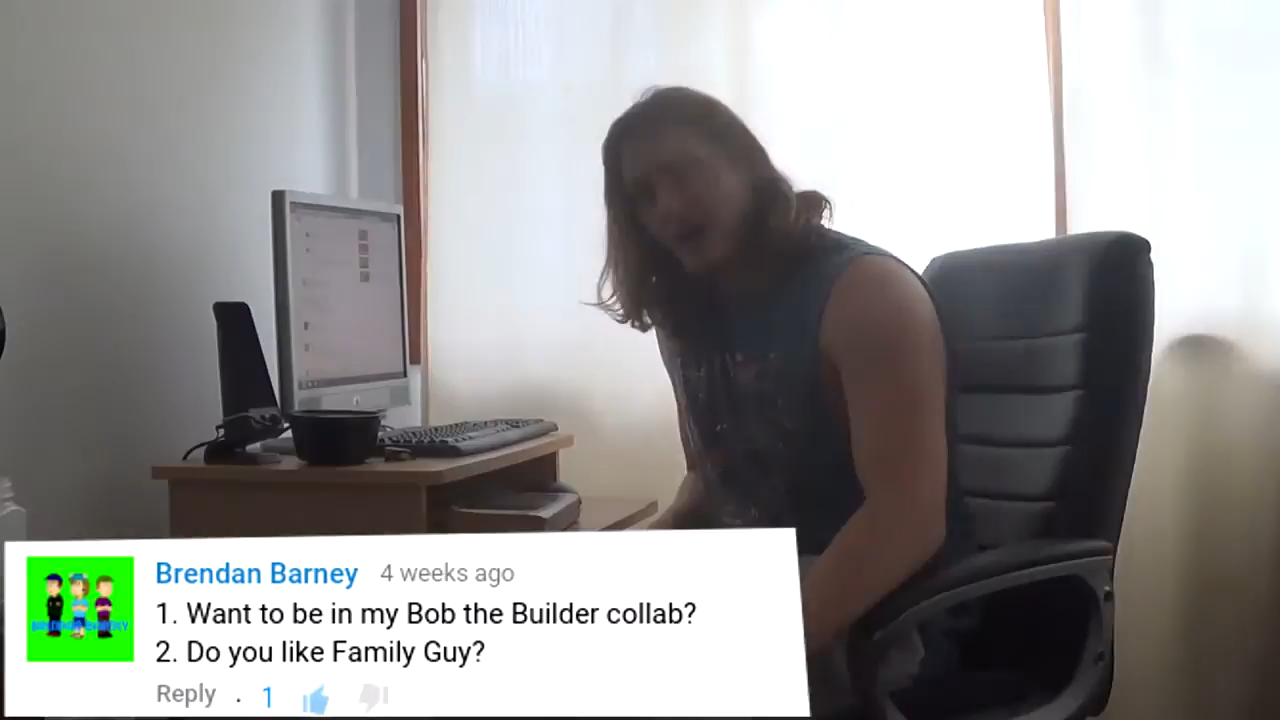 Brendan Barney 4 weeks ago
1. Want to be in my Bob the Builder collab?
2. Do you like Family Guy?
Reply . 1